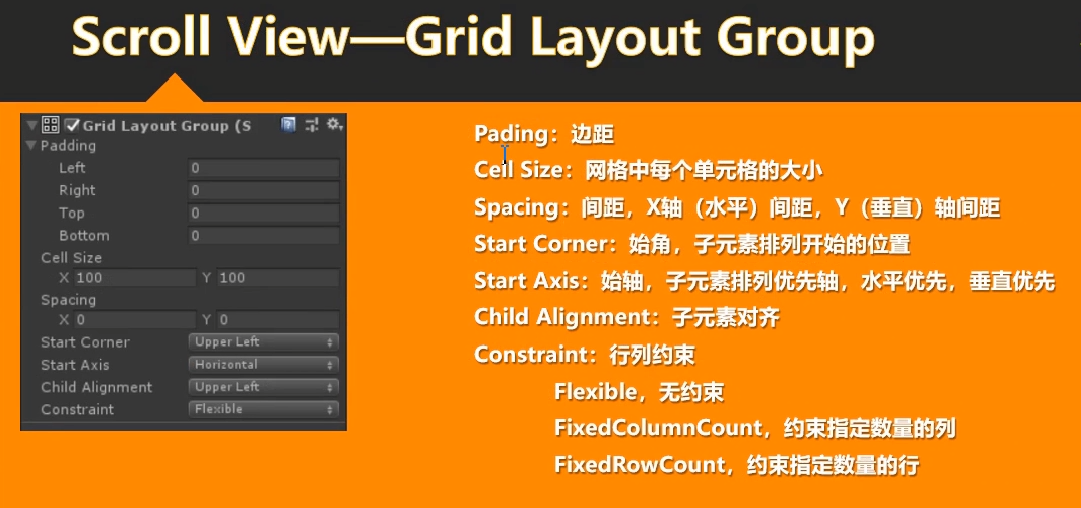 Scroll View—Grid Layout Group
Grid Layout Group (S
Padding
Left 0
Right 0
Top 0
Bottom 0
Cell Size
X 100 Y 100
Spacing
X 0 Y 0
Start Corner Upper Left
Start Axis Horizontal
Child Alignment Upper Left
Constraint Flexible
Pading：边距
Cell Size：网格中每个单元格的大小
Spacing：间距，X轴（水平）间距，Y（垂直）轴间距
Start Corner：始角，子元素排列开始的位置
Start Axis：始轴，子元素排列优先轴，水平优先，垂直优先
Child Alignment：子元素对齐
Constraint：行列约束
Flexible，无约束
FixedColumnCount，约束指定数量的列
FixedRowCount，约束指定数量的行